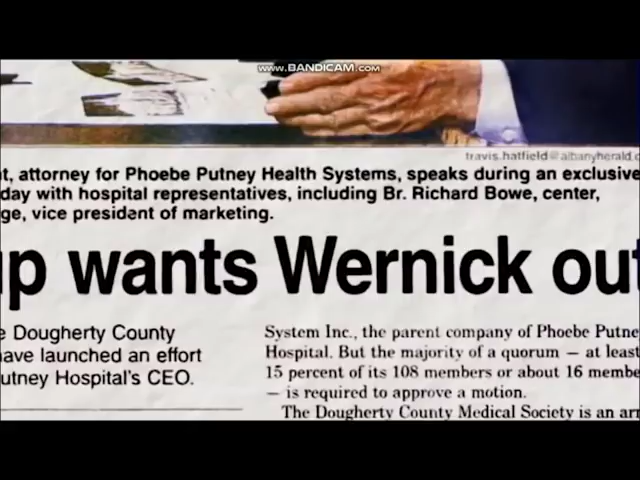 www.BANDICAM.com
travis.hatfield@albanyherald.c
t, attorney for Phoebe Putney Health Systems, speaks during an exclusive
day with hospital representatives, including Br. Richard Bowe, center,
ge, vice president of marketing.
up wants Wernick out
e Dougherty County
have launched an effort
utney Hospital's CEO.
System Inc., the parent company of Phoebe Putne
Hospital. But the majority of a quorum — at least
15 percent of its 108 members or about 16 membe
— is required to approve a motion.
The Dougherty County Medical Society is an arm